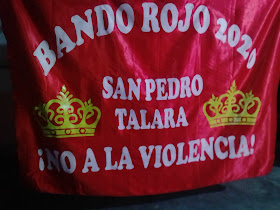 BANDO ROJO 2020
SAN PEDRO
TALARA
¡NO A LA VIOLENCIA!